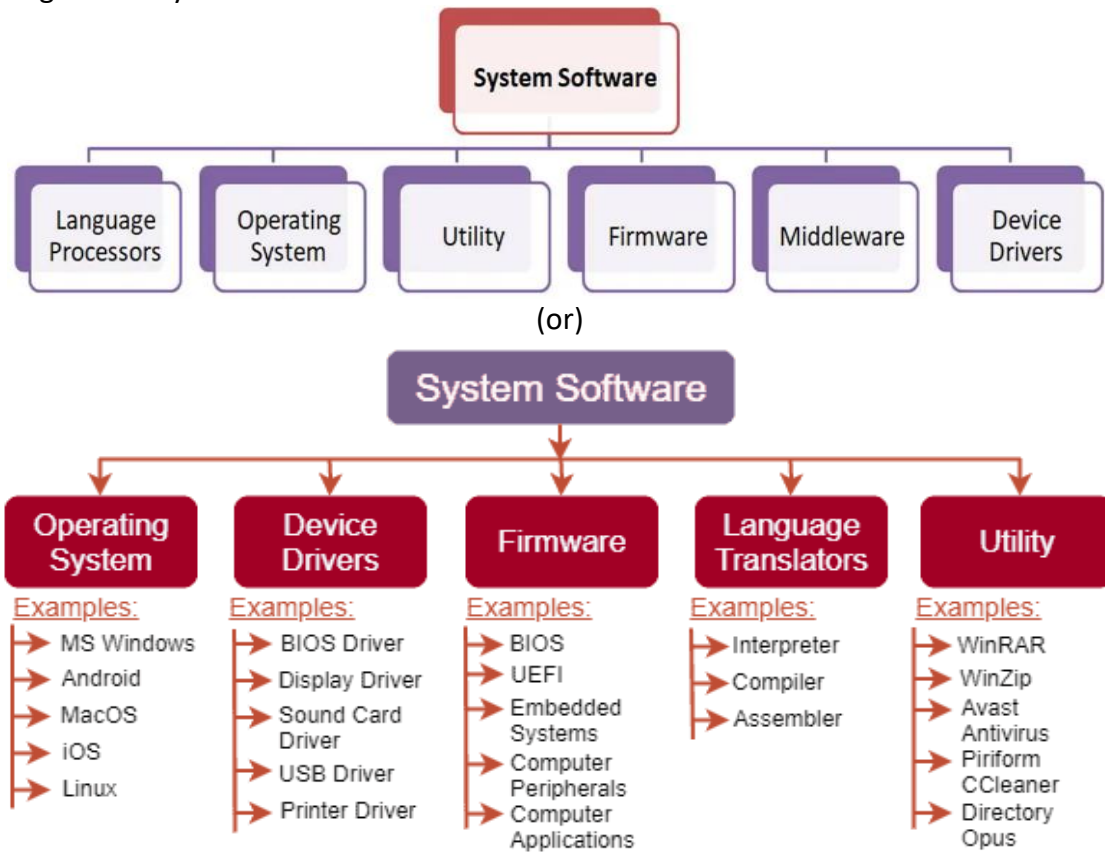 System Software
Language
Processors
Operating
System
Utility
Firmware
Middleware
Device
Drivers
(or)
System Software
Operating
System
Examples:
MS Windows
Android
MacOS
iOS
Linux
Device
Drivers
Examples:
BIOS Driver
Display Driver
Sound Card
Driver
USB Driver
Printer Driver
Firmware
Examples:
BIOS
UEFI
Embedded
Systems
Computer
Peripherals
Computer
Applications
Language
Translators
Examples:
Interpreter
Compiler
Assembler
Utility
Examples:
WinRAR
WinZip
Avast
Antivirus
Piriform
CCleaner
Directory
Opus